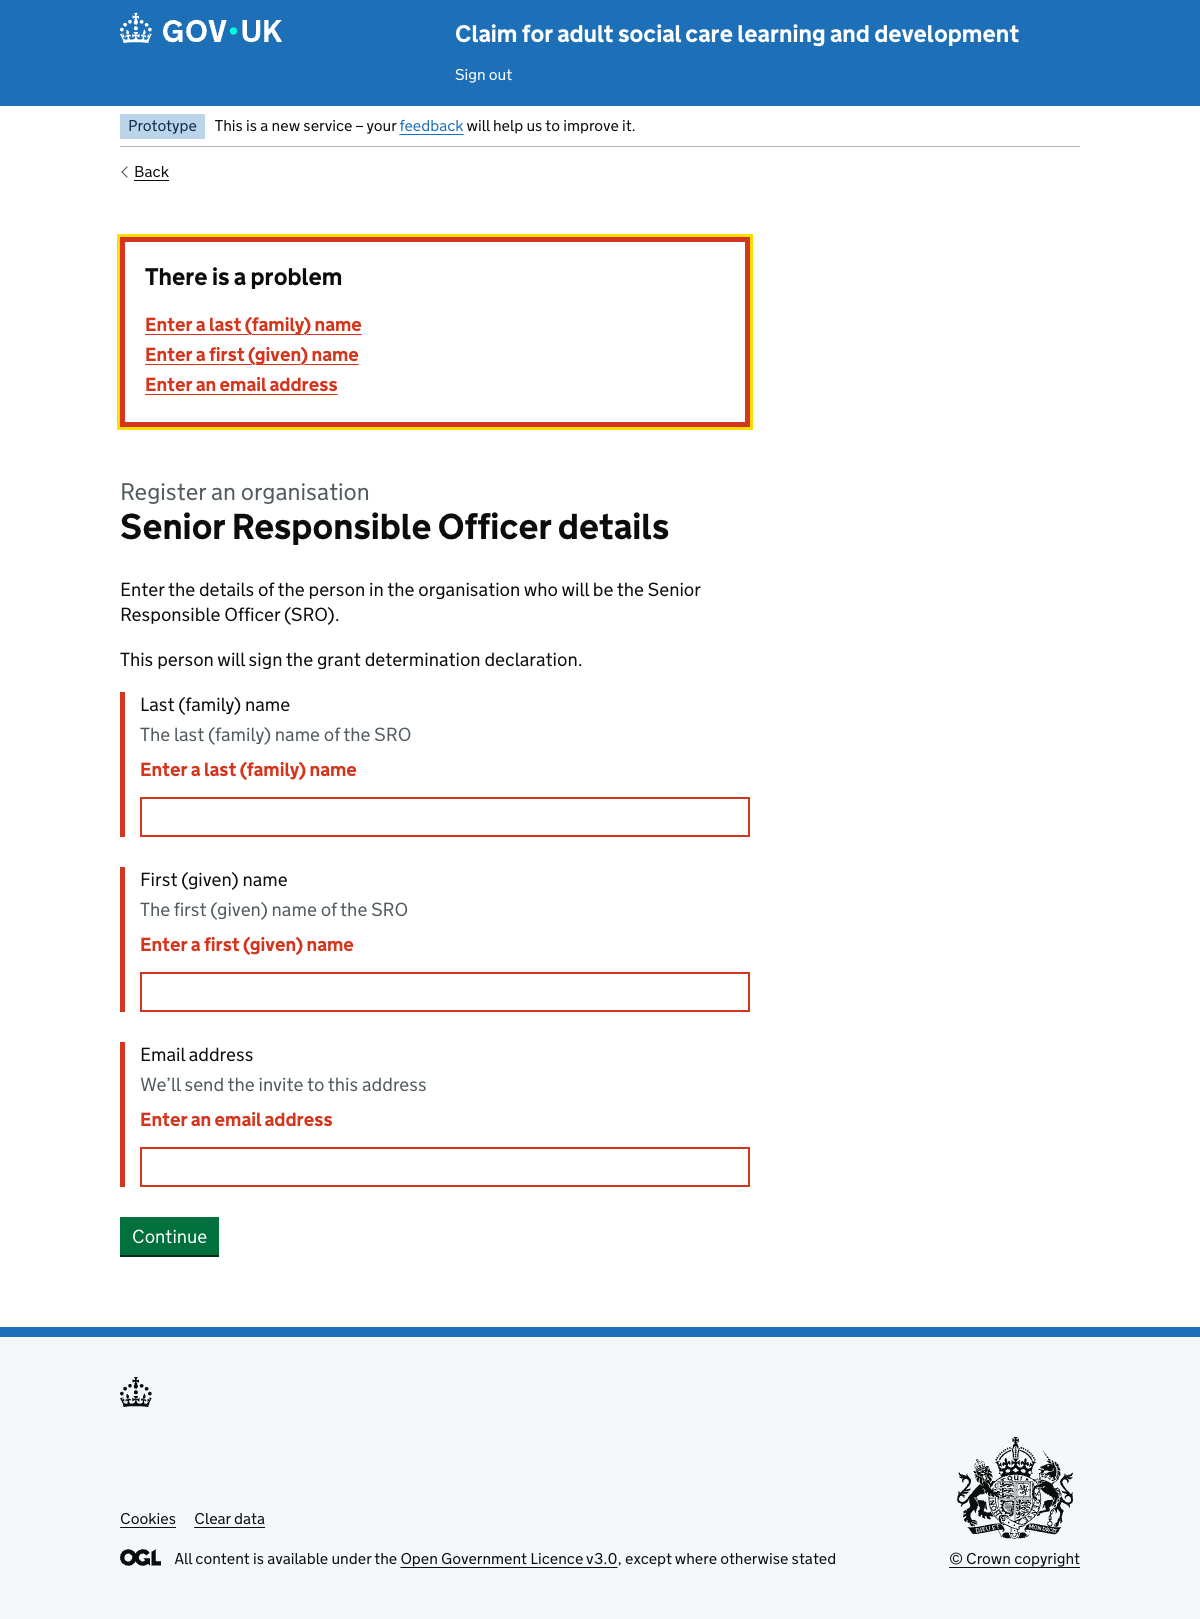 GOV·UK
Claim for adult social care learning and development
Sign out
Prototype
This is a new service – your feedback will help us to improve it.
Back
There is a problem
Enter a last (family) name
Enter a first (given) name
Enter an email address
Register an organisation
Senior Responsible Officer details
Enter the details of the person in the organisation who will be the Senior
Responsible Officer (SRO).
This person will sign the grant determination declaration.
Last (family) name
The last (family) name of the SRO
Enter a last (family) name
First (given) name
The first (given) name of the SRO
Enter a first (given) name
Email address
We’ll send the invite to this address
Enter an email address
Continue
Cookies
Clear data
OGL
All content is available under the Open Government Licence v3.0, except where otherwise stated
© Crown copyright